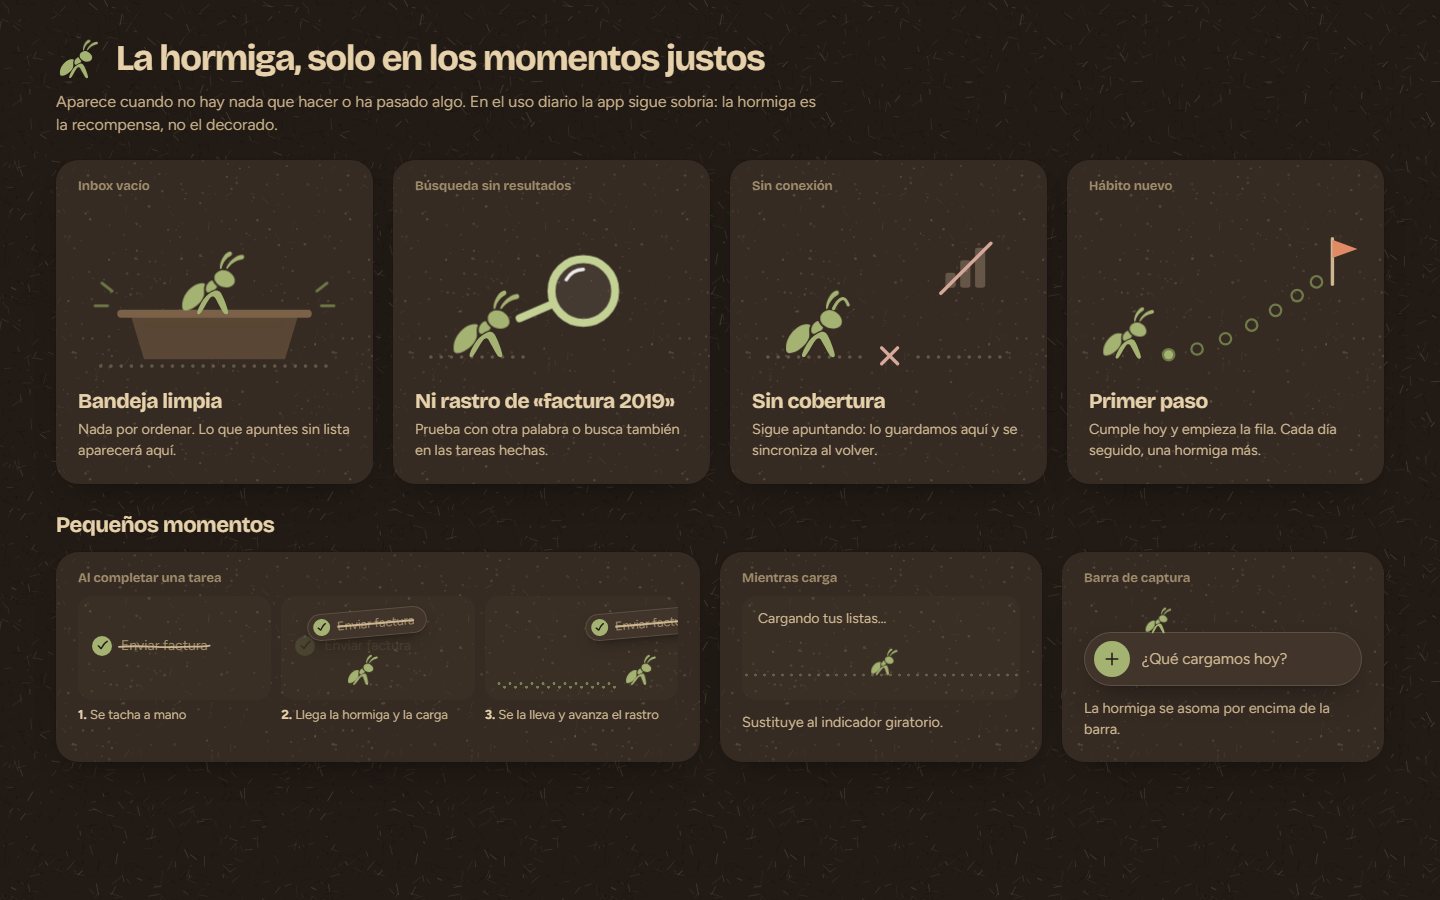 La hormiga, solo en los momentos justos
Aparece cuando no hay nada que hacer o ha pasado algo. En el uso diario la app sigue sobria: la hormiga es
la recompensa, no el decorado.
Inbox vacío
Bandeja limpia
Nada por ordenar. Lo que apuntes sin lista
aparecerá aquí.
Búsqueda sin resultados
Ni rastro de «factura 2019»
Prueba con otra palabra o busca también
en las tareas hechas.
Sin conexión
Sin cobertura
Sigue apuntando: lo guardamos aquí y se
sincroniza al volver.
Hábito nuevo
Primer paso
Cumple hoy y empieza la fila. Cada día
seguido, una hormiga más.
Pequeños momentos
Al completar una tarea
Enviar factura
1. Se tacha a mano
Enviar factura
Enviar factura
2. Llega la hormiga y la carga
Enviar fact
3. Se la lleva y avanza el rastro
Mientras carga
Cargando tus listas...
Sustituye al indicador giratorio.
Barra de captura
¿Qué cargamos hoy?
La hormiga se asoma por encima de la
barra.